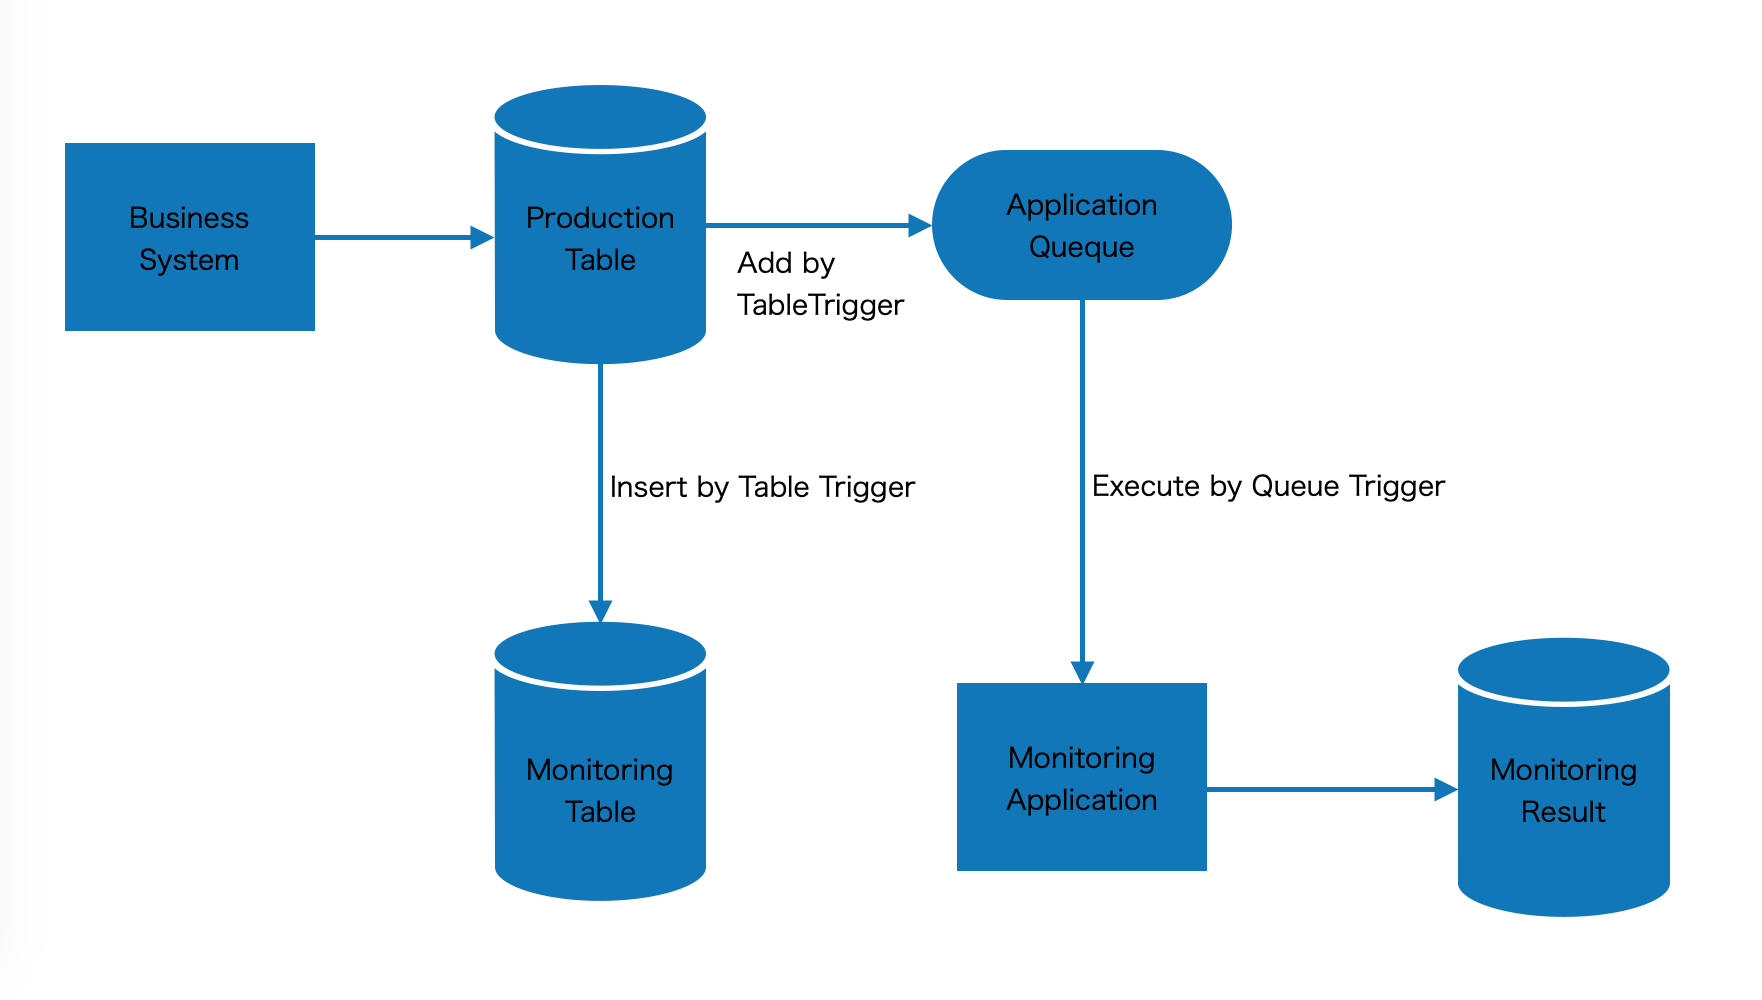 Business
System
Production
Table
Add by
TableTrigger
Application
Queque
Insert by Table Trigger
Execute by Queue Trigger
Monitoring
Table
Monitoring
Application
Monitoring
Result